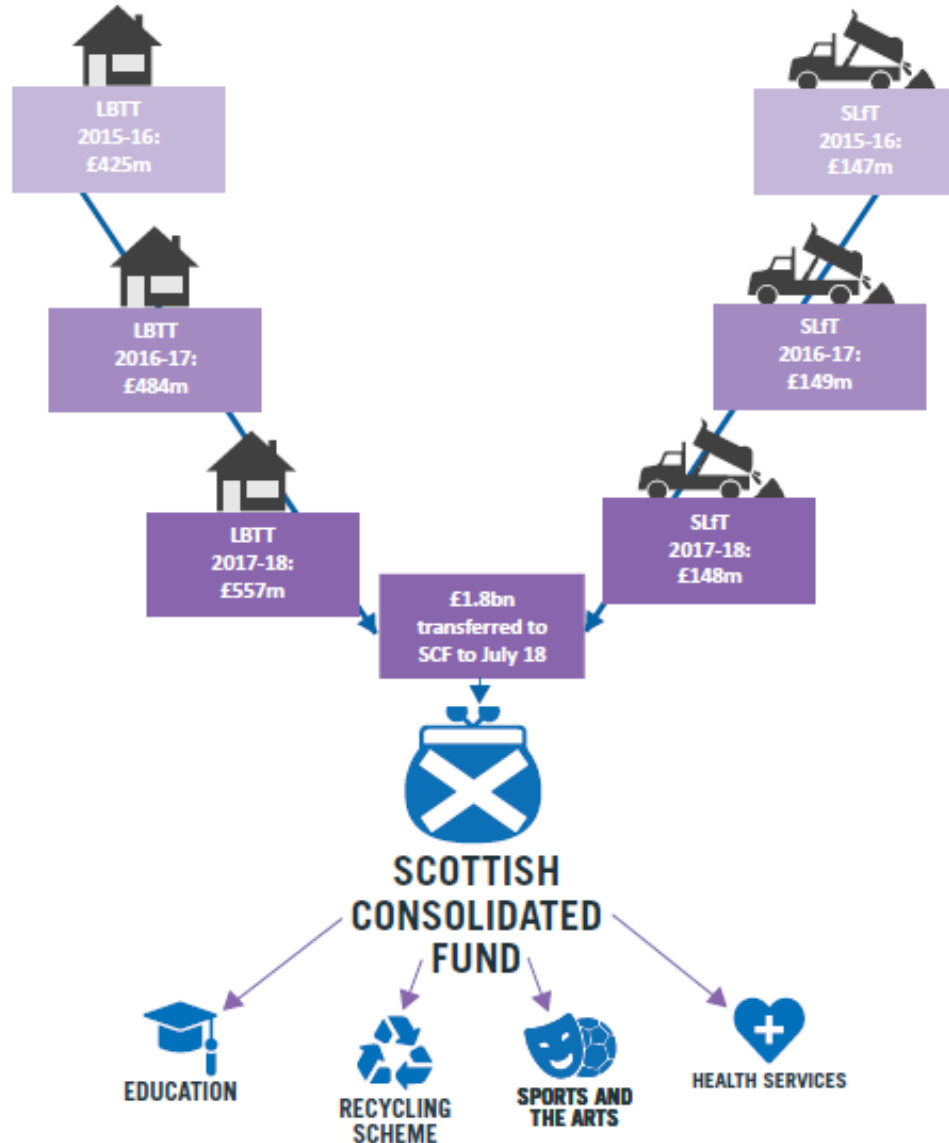 LBTT
2015-16:
£425m
SLfT
2015-16:
£147m
LBTT
2016-17:
£484m
SLfT
2016-17:
£149m
LBTT
2017-18:
£557m
SLfT
2017-18:
£148m
£1.8bn
transferred to
SCF to July 18
SCOTTISH
CONSOLIDATED
FUND
EDUCATION
RECYCLING
SCHEME
SPORTS AND
THE ARTS
HEALTH SERVICES